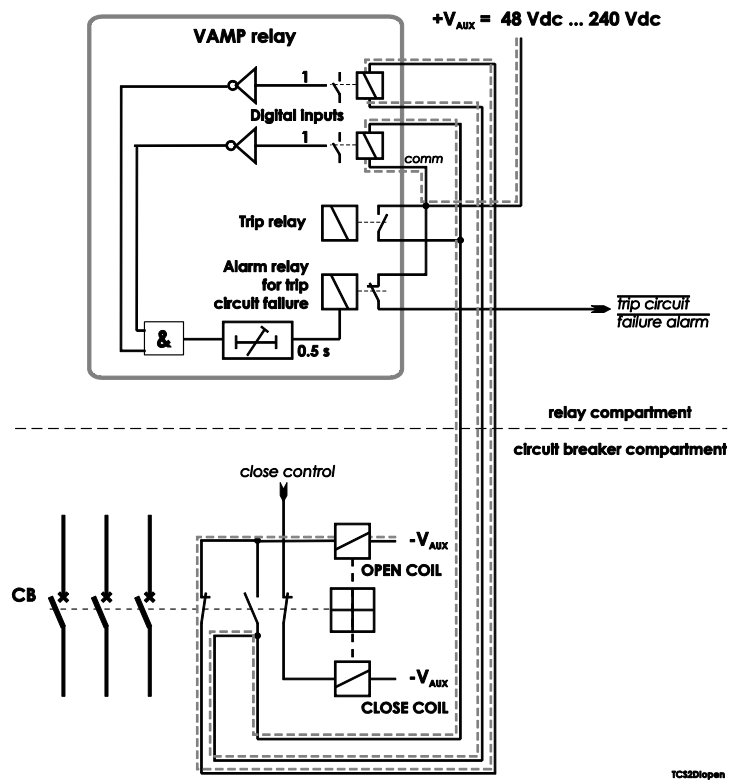 +VAUX = 48 Vdc ... 240 Vdc
VAMP relay
1
Digital inputs
1
comm
Trip relay
Alarm relay
for trip
circuit failure
trip circuit
failure alarm
&
0.5 s
relay compartment
circuit breaker compartment
close control
-VAUX
OPEN COIL
CB
-VAUX
CLOSE COIL
TCS2DIopen